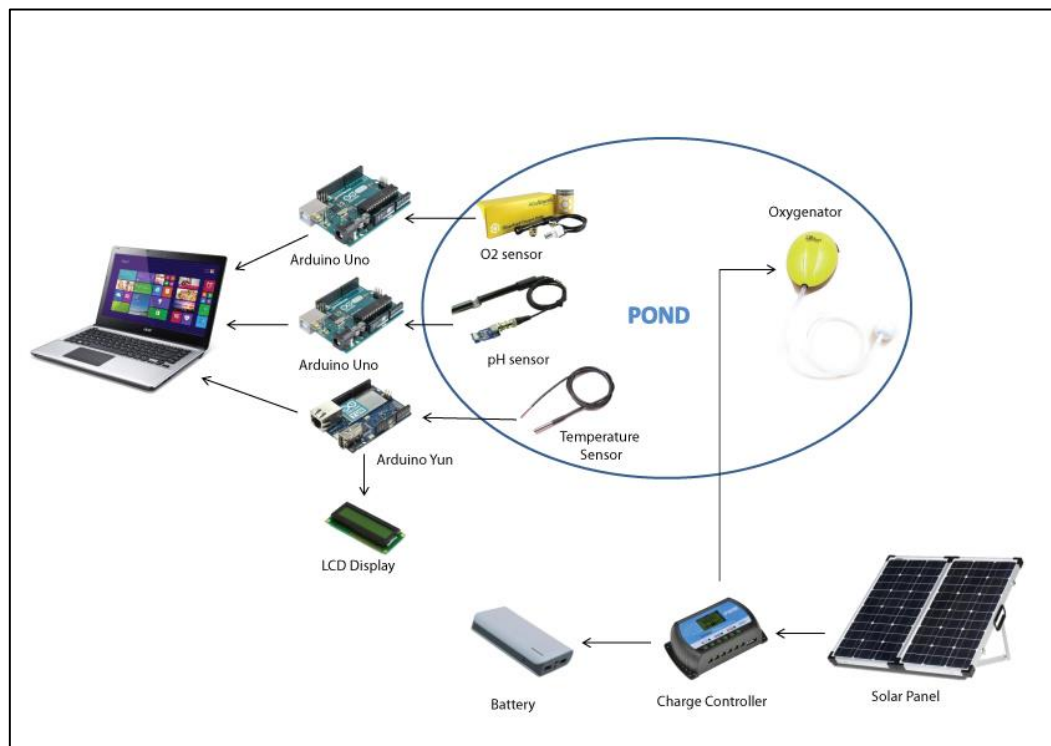 Oxygenator
Arduino Uno
O2 sensor
POND
Arduino Uno
pH sensor
Temperature
Sensor
Arduino Yun
LCD Display
Battery
Charge Controller
Solar Panel